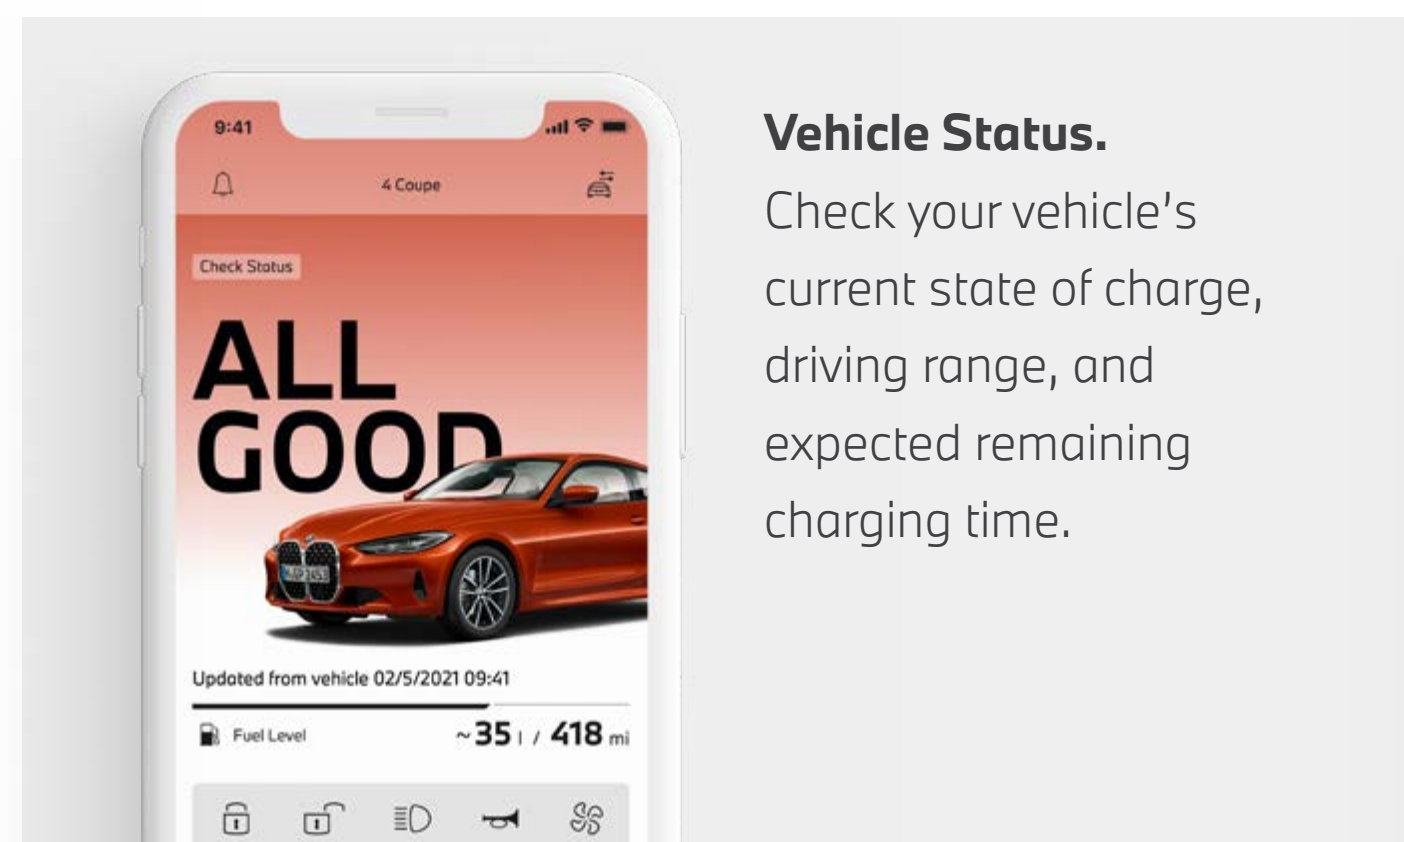 9:41
4 Coupe
Check Status
ALL
GOOD
Updated from vehicle 02/5/2021 09:41
Fuel Level
~35 l / 418 mi
Vehicle Status.
Check your vehicle's
current state of charge,
driving range, and
expected remaining
charging time.